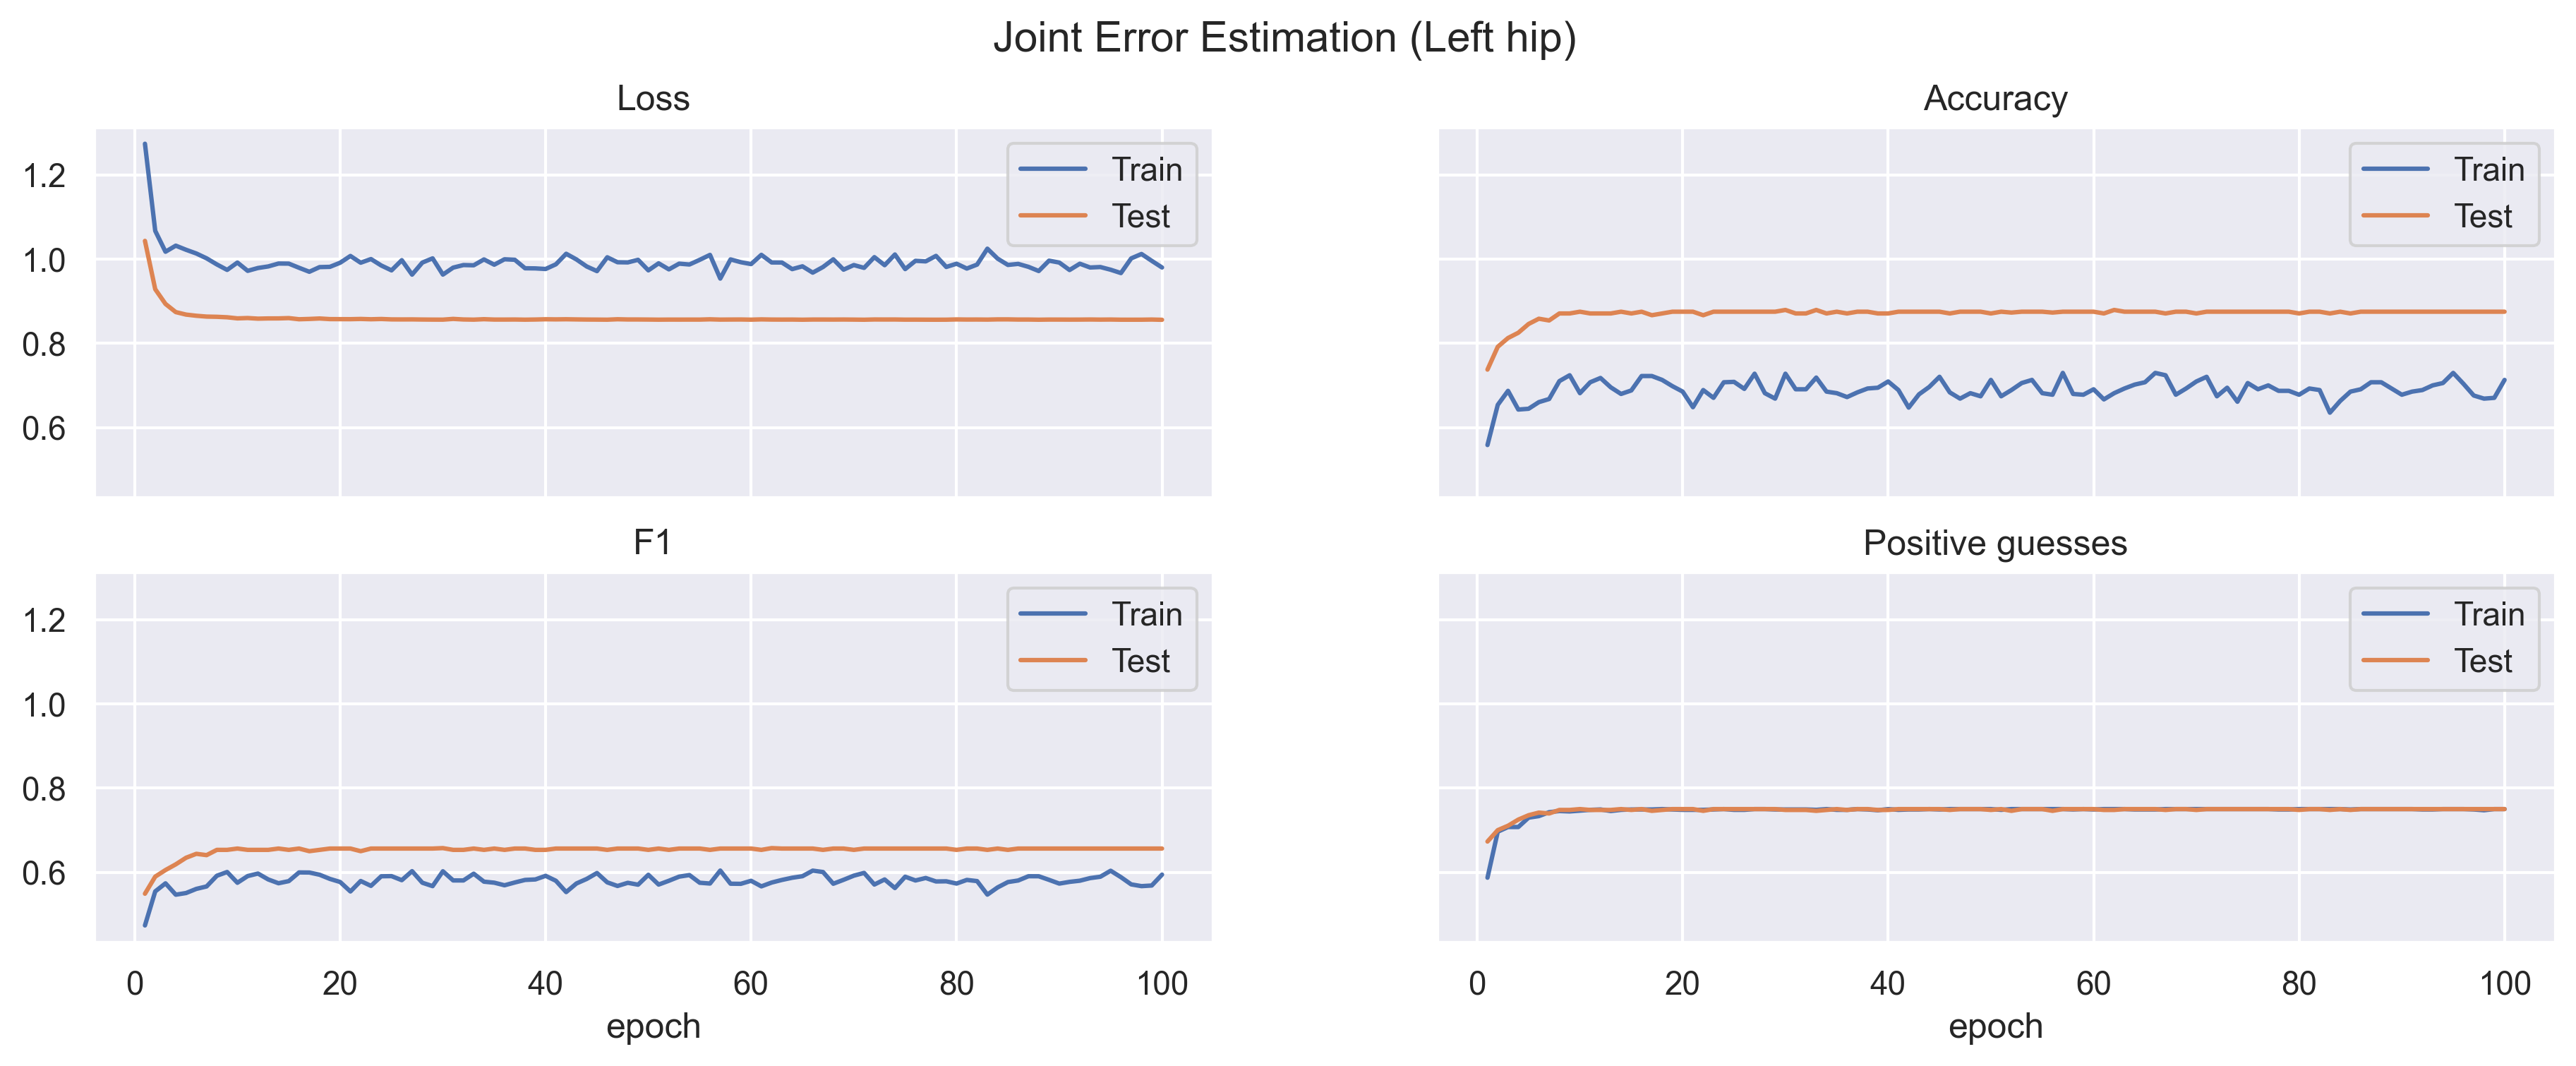 Joint Error Estimation (Left hip)
Loss
Accuracy
1.2
1.0
0.8
0.6
Train
Test
Train
Test
F1
Positive guesses
1.2
1.0
0.8
0.6
Train
Test
Train
Test
0 20 40 60 80 100
0 20 40 60 80 100
epoch
epoch